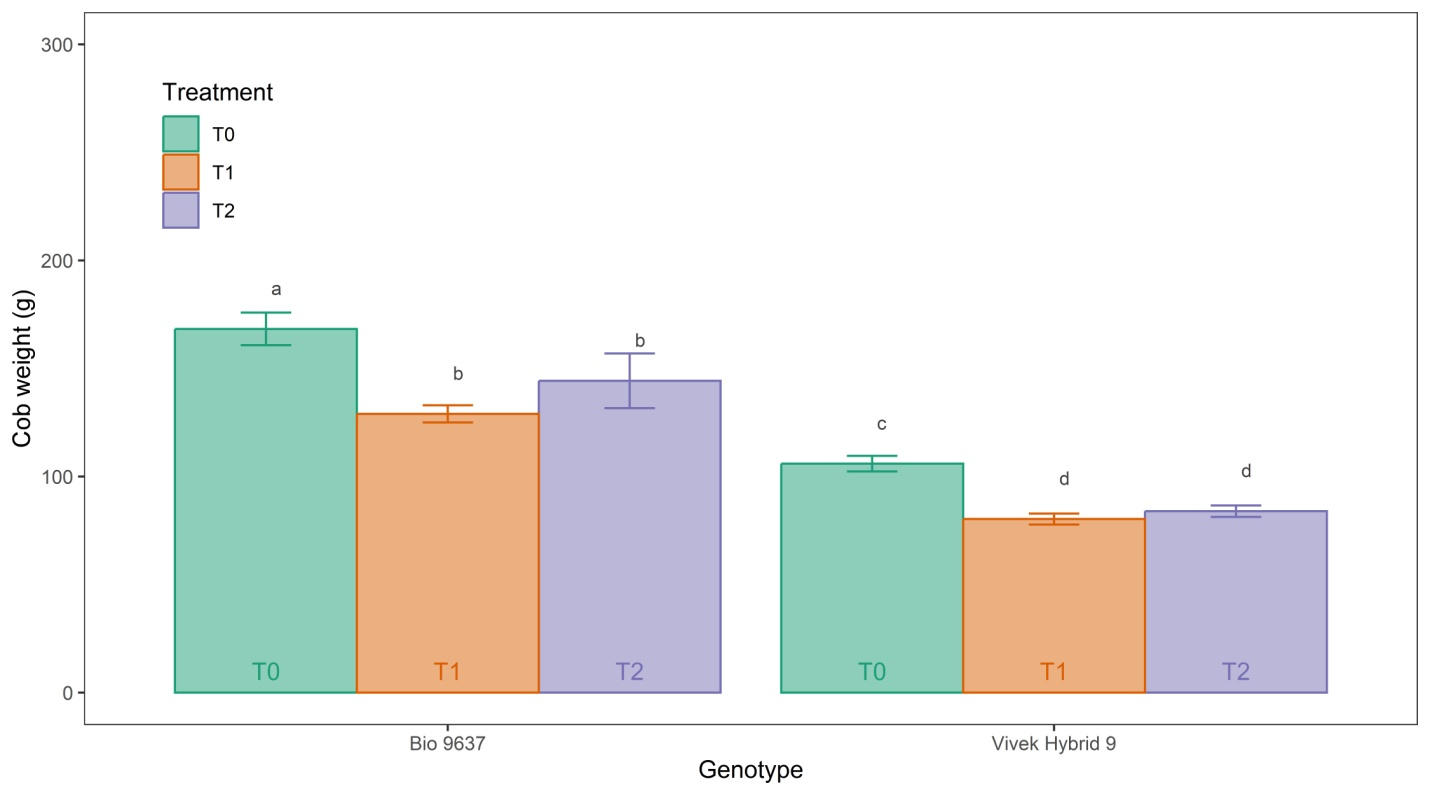 300
Treatment
T0
T1
T2
200
a
b
b
c
100
d
d
Cob weight (g)
T0 T1 T2 T0 T1 T2
0
Bio 9637 Vivek Hybrid 9
Genotype